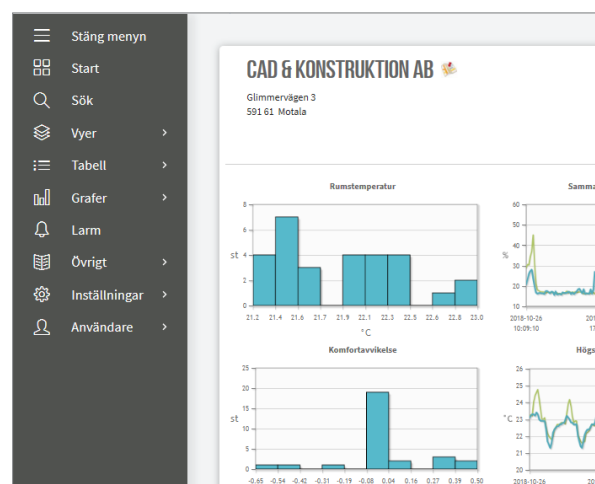 Stäng menyn
Start
Sök
Vyer
Tabell
Grafer
Larm
Övrigt
Inställningar
Användare
CAD & KONSTRUKTION AB
Glimmervägen 3
591 61 Motala
Rumstemperatur
8
6
st 4
2
0
21.2 21.4 21.6 21.7 21.9 22.1 22.3 22.5 22.6 22.8 23.0
°C
Samma
60
50
40
%
30
20
10
2018-10-26 201
10:09:10 17
Komfortavvikelse
25
20
15
st
10
5
0
-0.65 -0.54 -0.42 -0.31 -0.19 -0.08 0.04 0.16 0.27 0.39 0.50
Högs
26
25
24
°C 23
22
21
20
2018-10-26 201